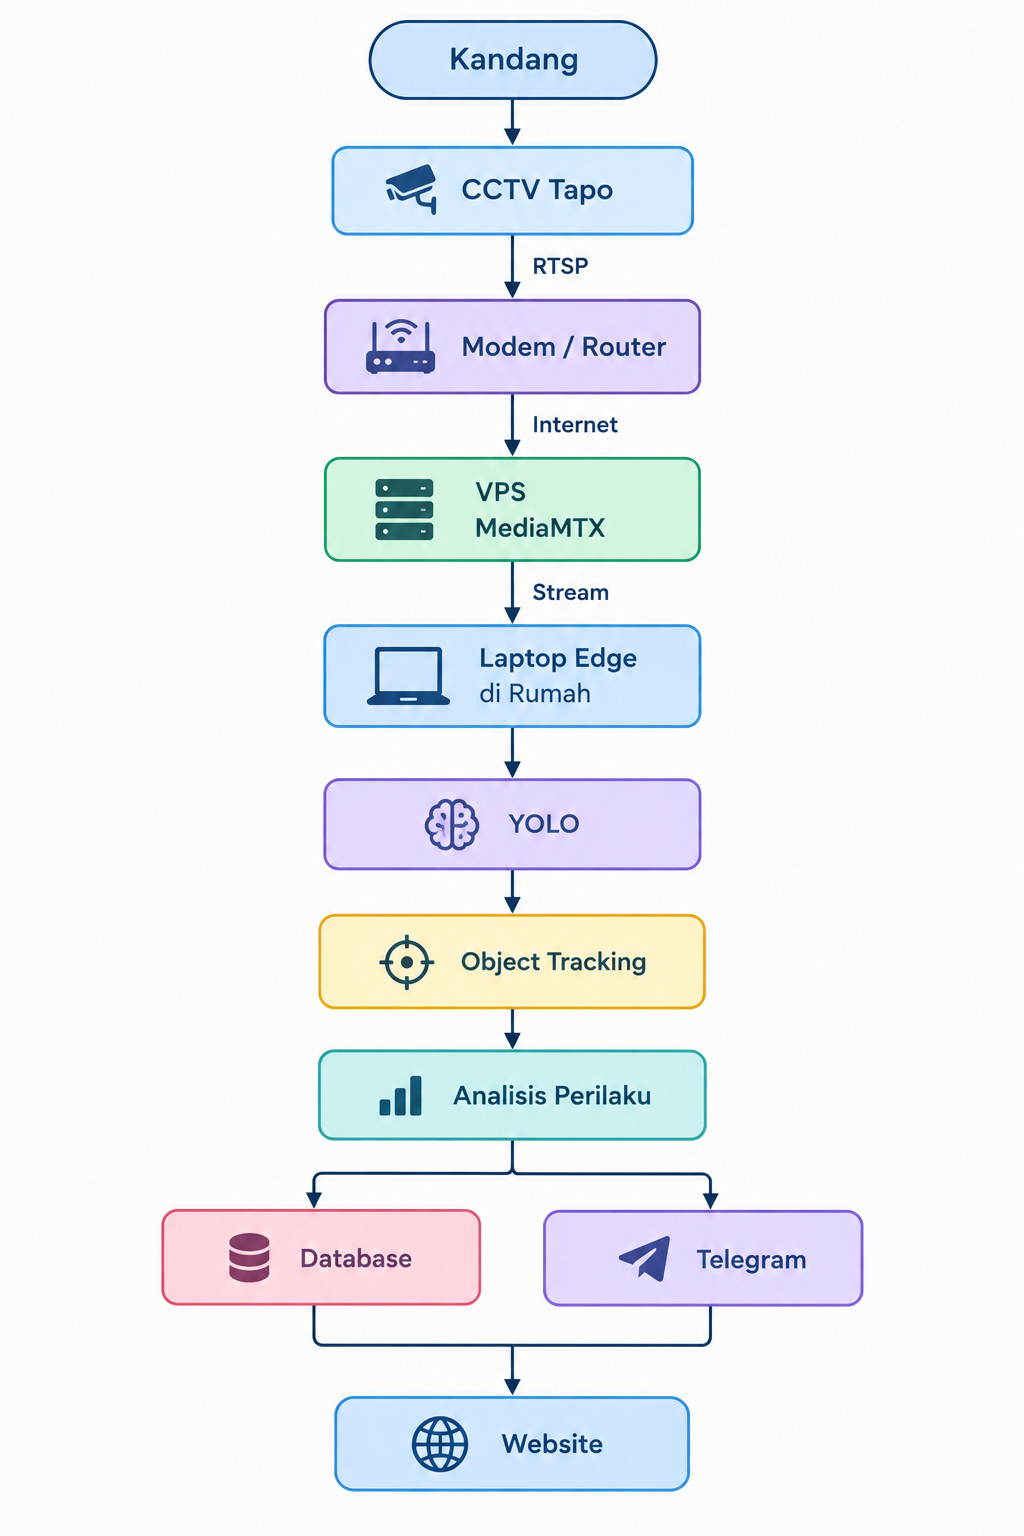 Kandang
CCTV Tapo
RTSP
Modem / Router
Internet
VPS
MediaMTX
Stream
Laptop Edge
di Rumah
YOLO
Object Tracking
Analisis Perilaku
Database
Telegram
Website